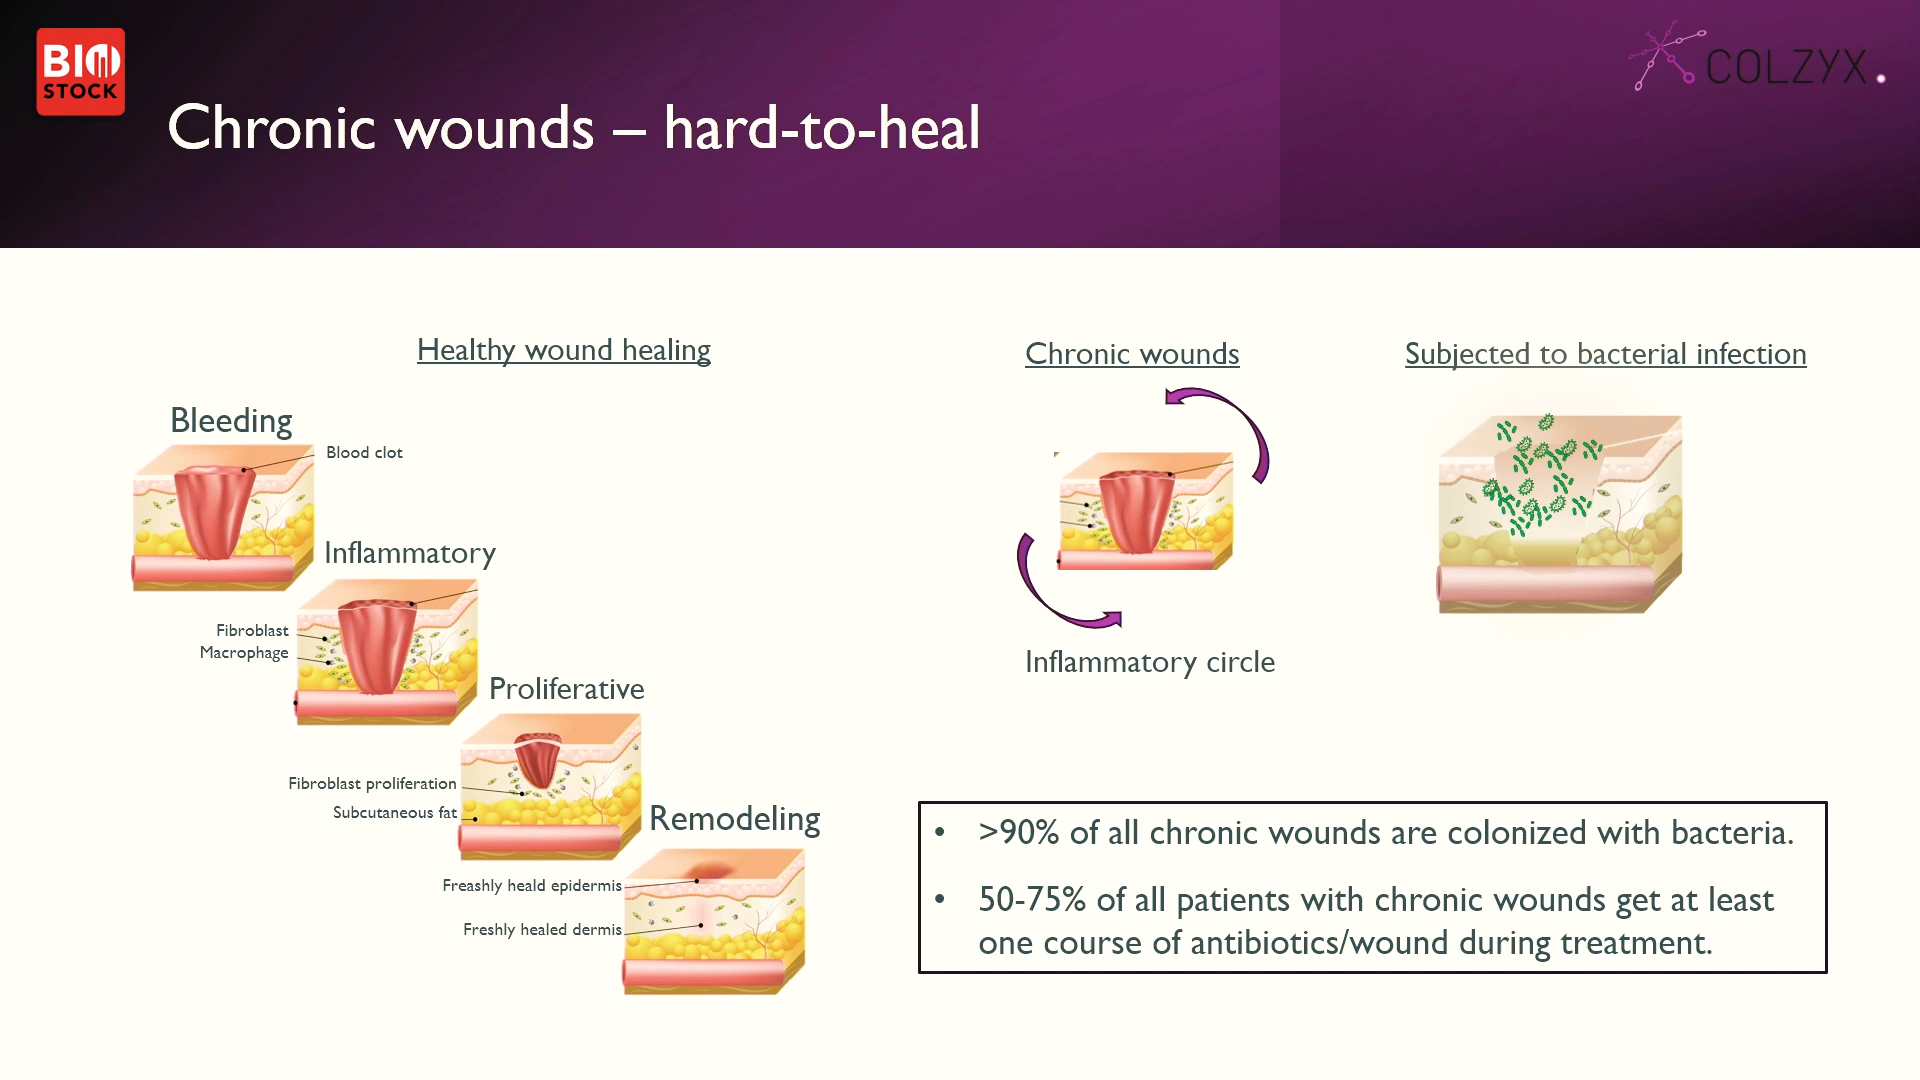 BIO
STOCK
COLZYX.
Chronic wounds – hard-to-heal
Healthy wound healing
Bleeding
Blood clot
Inflammatory
Fibroblast
Macrophage
Proliferative
Fibroblast proliferation
Subcutaneous fat
Remodeling
Freashly heald epidermis
Freshly healed dermis
Chronic wounds
Inflammatory circle
Subjected to bacterial infection
• >90% of all chronic wounds are colonized with bacteria.
• 50-75% of all patients with chronic wounds get at least
one course of antibiotics/wound during treatment.